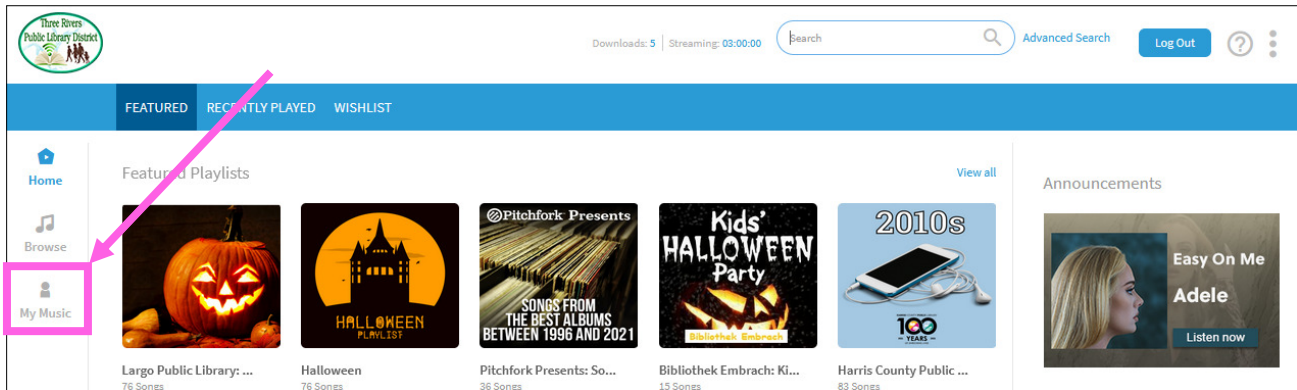 Three Rivers
Public Library District
Downloads: 5 Streaming: 03:00:00
Search
Advanced Search
Log Out
?
FEATURED RECENTLY PLAYED WISHLIST
Home
Browse
My Music
Featured Playlists
View all
Pitchfork Presents
SONGS FROM
THE BEST ALBUMS
BETWEEN 1996 AND 2021
HALLOWEEN
PLAYLIST
Kids'
HALLOWEEN
Party
Bibliothek Embrach
2010s
100
YEARS
Largo Public Library: ...
76 Songs
Halloween
76 Songs
Pitchfork Presents: So...
36 Songs
Bibliothek Embrach: Ki...
15 Songs
Harris County Public ...
83 Songs
Announcements
Easy On Me
Adele
Listen now